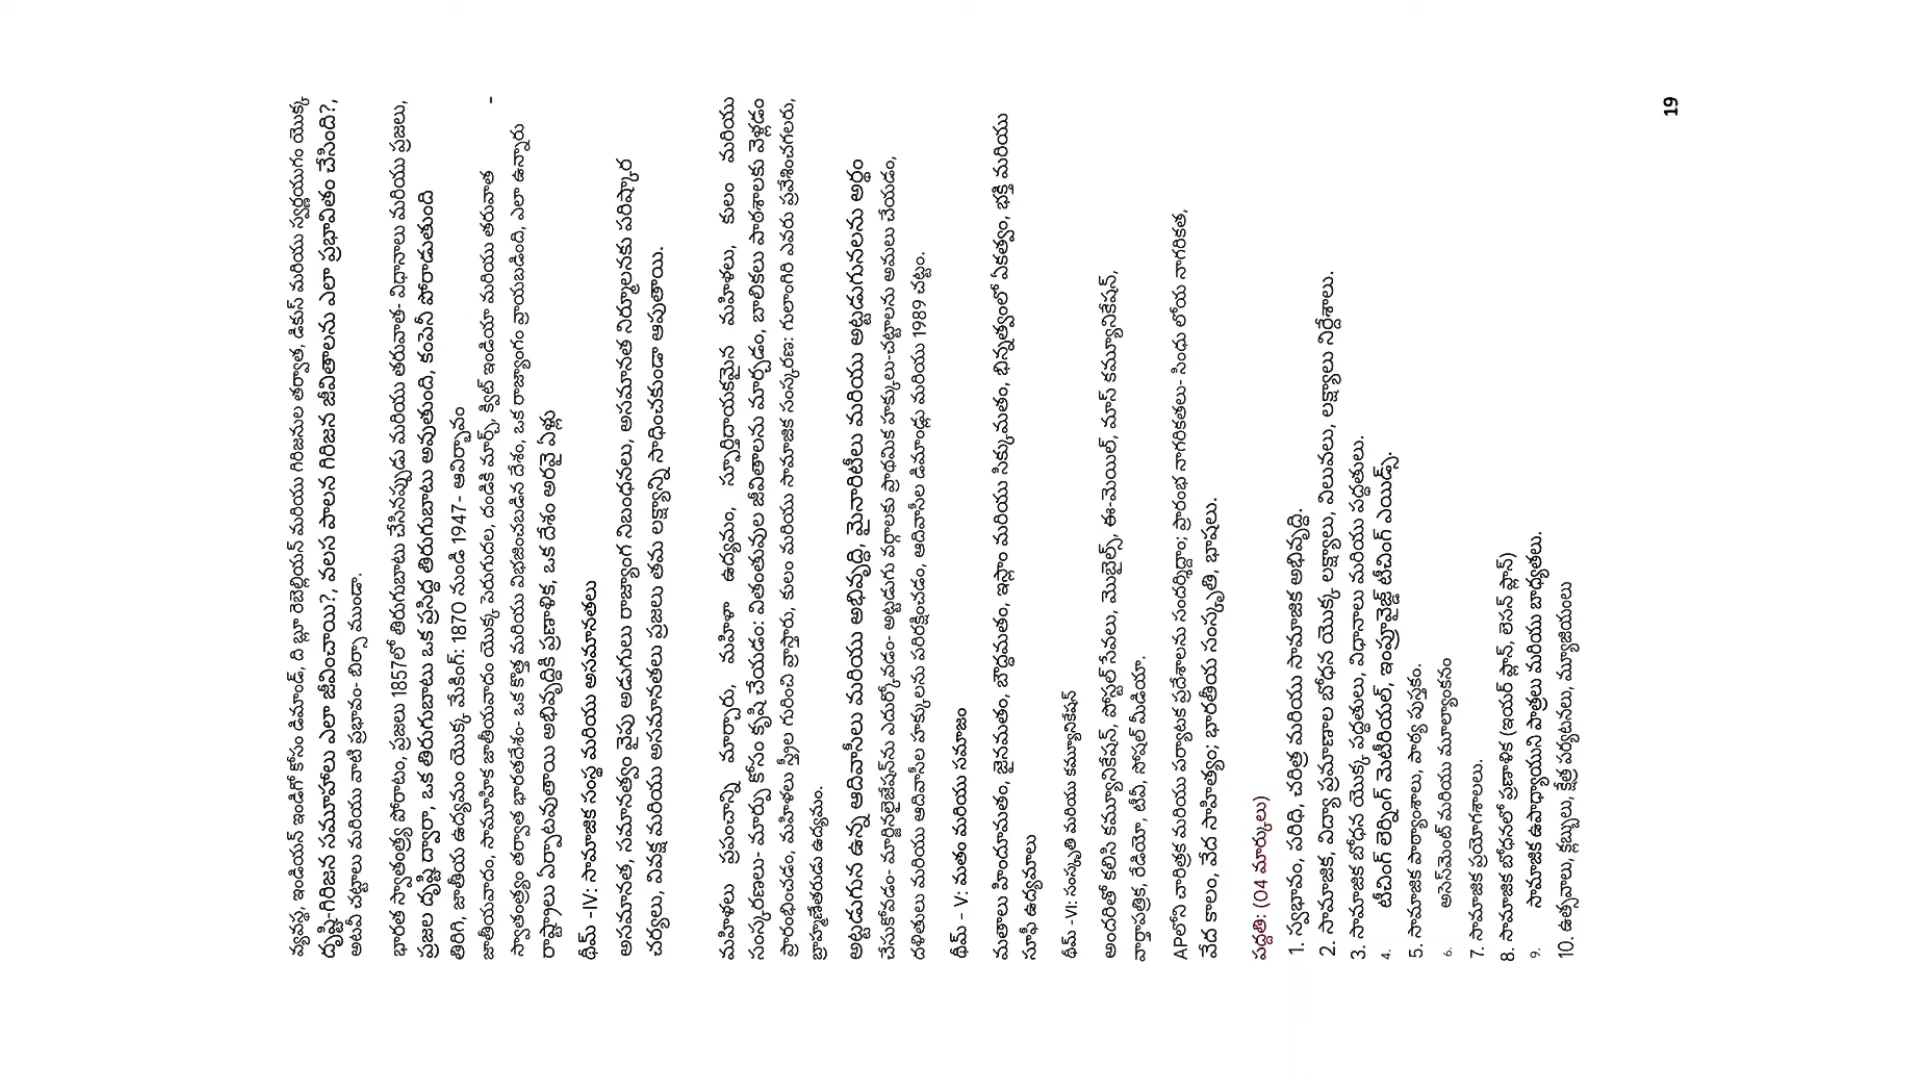 వ్యవస్థ, ఇండియన్ ఇండిగో కోసం డిమాండ్, ది బ్లూ రెబెల్లియన్ మరియు గిరిజనుల తర్వాత, డికున్ మరియు స్వర్ణయుగం యొక్క
దృష్టి-గిరిజన సమూహాలు ఎలా జీవించాయి?, వలస పాలన గిరిజన జీవితాలను ఎలా ప్రభావితం చేసింది?,
అటవీ చట్టాలు మరియు వాటి ప్రభావం- బిర్సా ముండా.
భారత స్వాతంత్ర్య పోరాటం, ప్రజలు 1857లో తిరుగుబాటు చేసినప్పుడు మరియు తరువాత- విధానాలు మరియు ప్రజలు,
ప్రజల దృష్టి ద్వారా, ఒక తిరుగుబాటు ఒక ప్రసిద్ధ తిరుగుబాటు అవుతుంది, కంపెనీ పోరాడుతుంది
తిరిగి, జాతీయ ఉద్యమం యొక్క మేకింగ్: 1870 నుండి 1947- ఆవిర్భావం
జాతీయవాదం, సామూహిక జాతీయవాదం యొక్క పెరుగుదల, దండికి మార్చ్, క్విట్ ఇండియా మరియు తరువాత -
స్వాతంత్ర్యం తర్వాత భారతదేశం- ఒక కొత్త మరియు విభజించబడిన దేశం, ఒక రాజ్యాంగం వ్రాయబడింది, ఎలా ఉన్నారు
రాష్ట్రాలు ఏర్పాటవుతాయి అభివృద్ధికి ప్రణాళిక, ఒక దేశం అరవై ఏళ్లు
థీమ్ -IV: సామాజిక సంస్థ మరియు అసమానతలు
అసమానత, సమానత్వం వైపు అడుగులు రాజ్యాంగ నిబంధనలు, అసమానత నిర్మూలనకు పరిష్కార
చర్యలు, వివక్ష మరియు అసమానతలు ప్రజలు తమ లక్ష్యాన్ని సాధించకుండా ఆపుతాయి.
మహిళలు ప్రపంచాన్ని మార్చారు, మహిళా ఉద్యమం, స్ఫూర్తిదాయకమైన మహిళలు, కులం మరియు
సంస్కరణలు- మార్పు కోసం కృషి చేయడం: వితంతువుల జీవితాలను మార్చడం, బాలికలు పాఠశాలకు వెళ్లడం
ప్రారంభించడం, మహిళలు స్త్రీల గురించి వ్రాస్తారు, కులం మరియు సామాజిక సంస్కరణ: గులాంగిరి ఎవరు ప్రవేశించగలరు,
బ్రాహ్మణేతరుడు ఉద్యమం.
అట్టడుగున ఉన్న ఆదివాసీలు మరియు అభివృద్ధి, మైనారిటీలు మరియు అట్టడుగునలను అర్థం
చేసుకోవడం- మార్జినలైజేషన్‌ను ఎదుర్కోవడం- అట్టడుగు వర్గాలకు ప్రాథమిక హక్కులు-చట్టాలను అమలు చేయడం,
దళితులు మరియు ఆదివాసీల హక్కులను పరిరక్షించడం, ఆదివాసీల డిమాండ్లు మరియు 1989 చట్టం.
థీమ్ - V: మతం మరియు సమాజం
మతాలు హిందూమతం, జైనమతం, బౌద్ధమతం, ఇస్లాం మరియు సిక్కుమతం, భిన్నత్వంలో ఏకత్వం, భక్తి మరియు
సూఫీ ఉద్యమాలు
థీమ్ -VI: సంస్కృతి మరియు కమ్యూనికేషన్
అందరితో కలిసి కమ్యూనికేషన్, పోస్టల్ సేవలు, మొబైల్స్, ఈ-మెయిల్, మాస్ కమ్యూనికేషన్,
వార్తాపత్రిక, రేడియో, టీవీ, సోషల్ మీడియా.
APలోని చారిత్రక మరియు పర్యాటక ప్రదేశాలను సందర్శిద్దాం; ప్రారంభ నాగరికతలు- సింధు లోయ నాగరికత,
వేద కాలం, వేద సాహిత్యం; భారతీయ సంస్కృతి, భాషలు.
పద్ధతి: (04 మార్కులు)
1. స్వభావం, పరిధి, చరిత్ర మరియు సామాజిక అభివృద్ధి.
2. సామాజిక, విద్యా ప్రమాణాల బోధన యొక్క లక్ష్యాలు, విలువలు, లక్ష్యాలు నిర్దేశాలు.
3. సామాజిక బోధన యొక్క పద్ధతులు, విధానాలు మరియు పద్ధతులు.
4. టీచింగ్ లెర్నింగ్ మెటీరియల్, ఇంప్రూవైజ్డ్ టీచింగ్ ఎయిడ్స్.
5. సామాజిక పాఠ్యాంశాలు, పాఠ్య పుస్తకం.
6. అసెస్‌మెంట్ మరియు మూల్యాంకనం
7. సామాజిక ప్రయోగశాలలు.
8. సామాజిక బోధనలో ప్రణాళిక (ఇయర్ ప్లాన్, లెసన్ ప్లాన్)
9. సామాజిక ఉపాధ్యాయుని పాత్రలు మరియు బాధ్యతలు.
10. ఉత్సవాలు, క్లబ్బులు, క్షేత్ర పర్యటనలు, మ్యూజియంలు
19